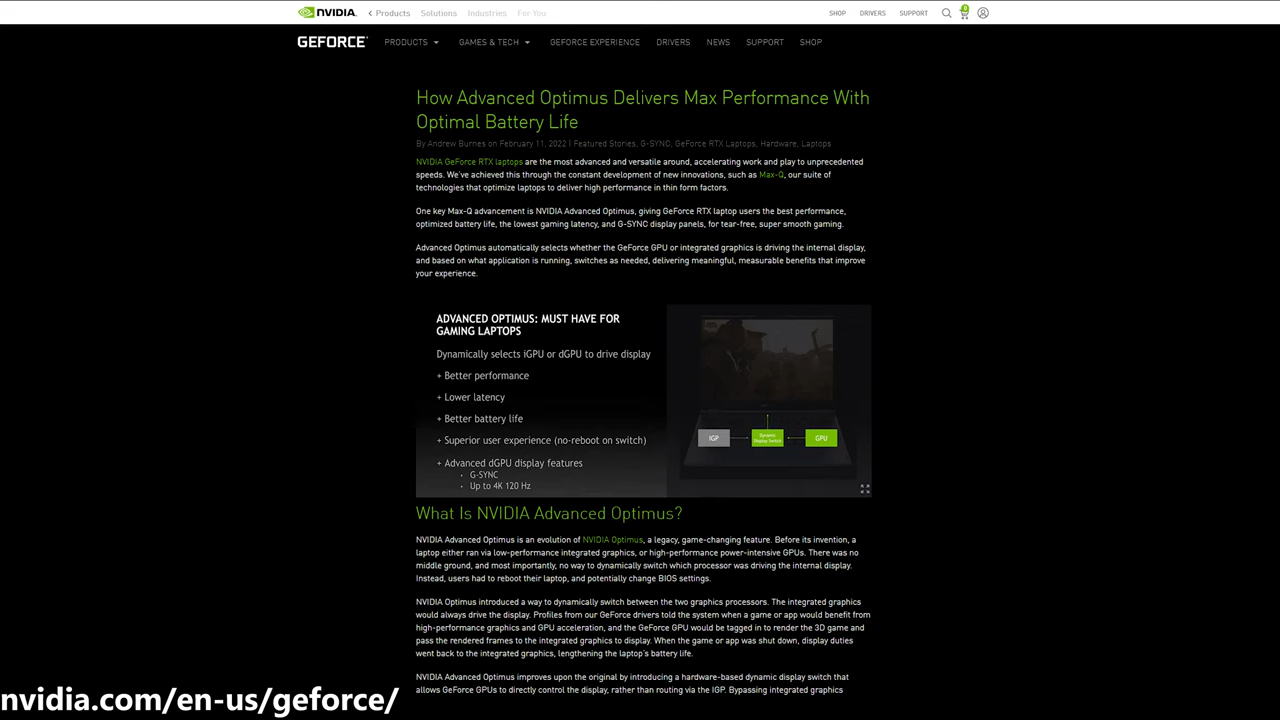 NVIDIA. Products Solutions Industries For You SHOP DRIVERS SUPPORT 0
GEFORCE PRODUCTS GAMES & TECH GEFORCE EXPERIENCE DRIVERS NEWS SUPPORT SHOP
How Advanced Optimus Delivers Max Performance With
Optimal Battery Life
By Andrew Burnes on February 11, 2022 | Featured Stories, G-SYNC, GeForce RTX Laptops, Hardware, Laptops
NVIDIA GeForce RTX laptops are the most advanced and versatile around, accelerating work and play to unprecedented
speeds. We've achieved this through the constant development of new innovations, such as Max-Q, our suite of
technologies that optimize laptops to deliver high performance in thin form factors.
One key Max-Q advancement is NVIDIA Advanced Optimus, giving GeForce RTX laptop users the best performance,
optimized battery life, the lowest gaming latency, and G-SYNC display panels, for tear-free, super smooth gaming.
Advanced Optimus automatically selects whether the GeForce GPU or integrated graphics is driving the internal display,
and based on what application is running, switches as needed, delivering meaningful, measurable benefits that improve
your experience.
ADVANCED OPTIMUS: MUST HAVE FOR
GAMING LAPTOPS
Dynamically selects iGPU or dGPU to drive display
+ Better performance
+ Lower latency
+ Better battery life
+ Superior user experience (no-reboot on switch)
+ Advanced dGPU display features
• G-SYNC
• Up to 4K 120 Hz
IGP
Dynamic
Display Switch
GPU
What Is NVIDIA Advanced Optimus?
NVIDIA Advanced Optimus is an evolution of NVIDIA Optimus, a legacy, game-changing feature. Before its invention, a
laptop either ran via low-performance integrated graphics, or high-performance power-intensive GPUs. There was no
middle ground, and most importantly, no way to dynamically switch which processor was driving the internal display.
Instead, users had to reboot their laptop, and potentially change BIOS settings.
NVIDIA Optimus introduced a way to dynamically switch between the two graphics processors. The integrated graphics
would always drive the display. Profiles from our GeForce drivers told the system when a game or app would benefit from
high-performance graphics and GPU acceleration, and the GeForce GPU would be tagged in to render the 3D game and
pass the rendered frames to the integrated graphics to display. When the game or app was shut down, display duties
went back to the integrated graphics, lengthening the laptop's battery life.
NVIDIA Advanced Optimus improves upon the original by introducing a hardware-based dynamic display switch that
allows GeForce GPUs to directly control the display, rather than routing via the IGP. Bypassing integrated graphics
nvidia.com/en-us/geforce/